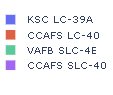 KSC LC-39A
CCAFS LC-40
VAFB SLC-4E
CCAFS SLC-40